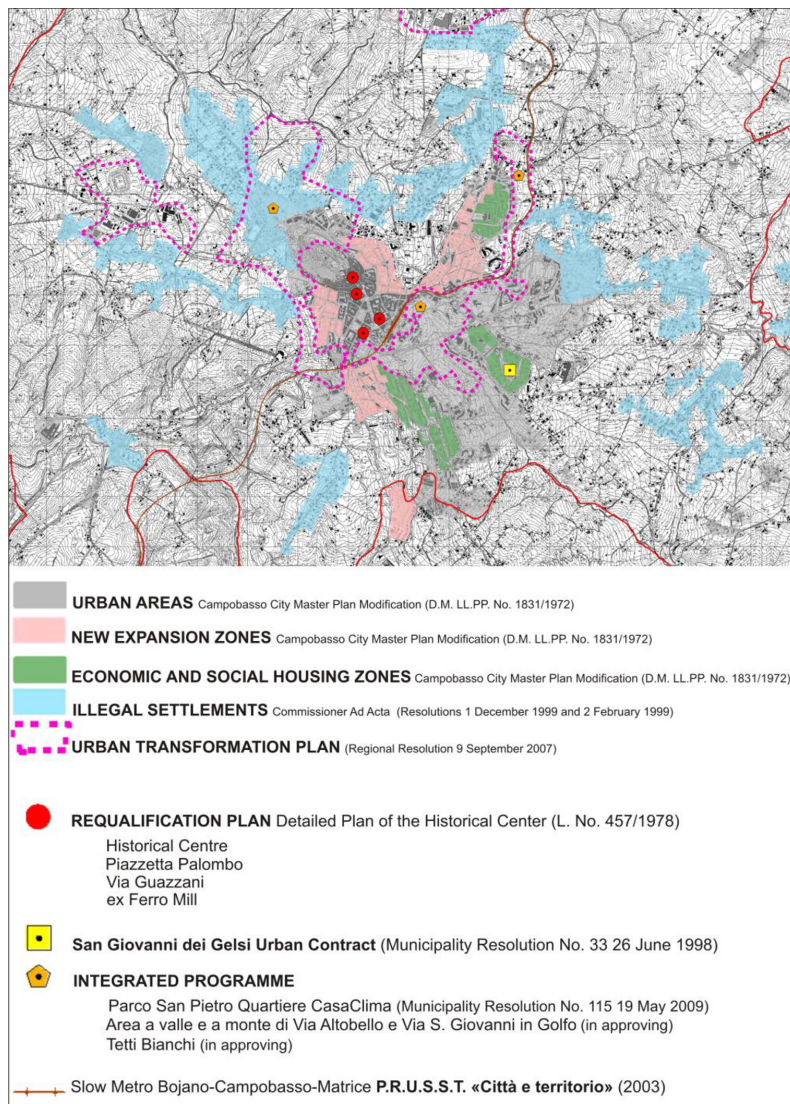 URBAN AREAS Campobasso City Master Plan Modification (D.M. LL.PP. No. 1831/1972)
NEW EXPANSION ZONES Campobasso City Master Plan Modification (D.M. LL.PP. No. 1831/1972)
ECONOMIC AND SOCIAL HOUSING ZONES Campobasso City Master Plan Modification (D.M. LL.PP. No. 1831/1972)
ILLEGAL SETTLEMENTS Commissioner Ad Acta (Resolutions 1 December 1999 and 2 February 1999)
URBAN TRANSFORMATION PLAN (Regional Resolution 9 September 2007)
REQUALIFICATION PLAN Detailed Plan of the Historical Center (L. No. 457/1978)
Historical Centre
Piazzetta Palombo
Via Guazzani
ex Ferro Mill
San Giovanni dei Gelsi Urban Contract (Municipality Resolution No. 33 26 June 1998)
INTEGRATED PROGRAMME
Parco San Pietro Quartiere CasaClima (Municipality Resolution No. 115 19 May 2009)
Area a valle e a monte di Via Altobello e Via S. Giovanni in Golfo (in approving)
Tetti Bianchi (in approving)
Slow Metro Bojano-Campobasso-Matrice P.R.U.S.S.T. «Città e territorio» (2003)